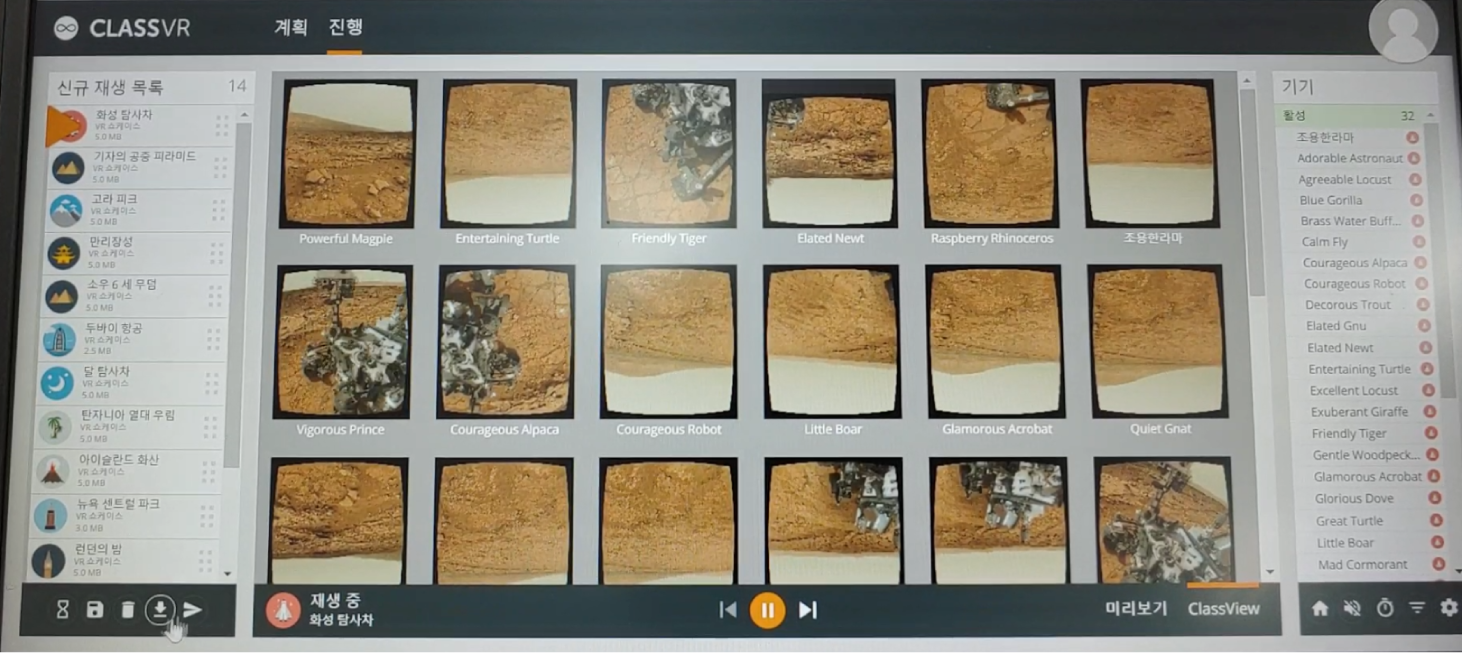 CLASSVR
계획 진행
신규 재생 목록 14
화성 탐사차
VR 쇼케이스
5.0 MB
기자의 공중 피라미드
VR 쇼케이스
5.0 MB
고라 피크
VR 쇼케이스
5.0 MB
만리장성
VR 쇼케이스
5.0 MB
소우 6 세 무덤
VR 쇼케이스
5.0 MB
두바이 항공
VR 쇼케이스
2.5 MB
달 탐사차
VR 쇼케이스
5.0 MB
탄자니아 열대 우림
VR 쇼케이스
5.0 MB
아이슬란드 화산
VR 쇼케이스
5.0 MB
뉴욕 센트럴 파크
VR 쇼케이스
3.0 MB
런던의 밤
VR 쇼케이스
5.0 MB
Powerful Magpie Entertaining Turtle Friendly Tiger Elated Newt Raspberry Rhinoceros 조용한라마
Vigorous Prince Courageous Alpaca Courageous Robot Little Boar Glamorous Acrobat Quiet Gnat
재생 중
화성 탐사차
미리보기 ClassView
기기
활성 32
조용한라마
Adorable Astronaut
Agreeable Locust
Blue Gorilla
Brass Water Buff...
Calm Fly
Courageous Alpaca
Courageous Robot
Decorous Trout
Elated Gnu
Elated Newt
Entertaining Turtle
Excellent Locust
Exuberant Giraffe
Friendly Tiger
Gentle Woodpeck...
Glamorous Acrobat
Glorious Dove
Great Turtle
Little Boar
Mad Cormorant